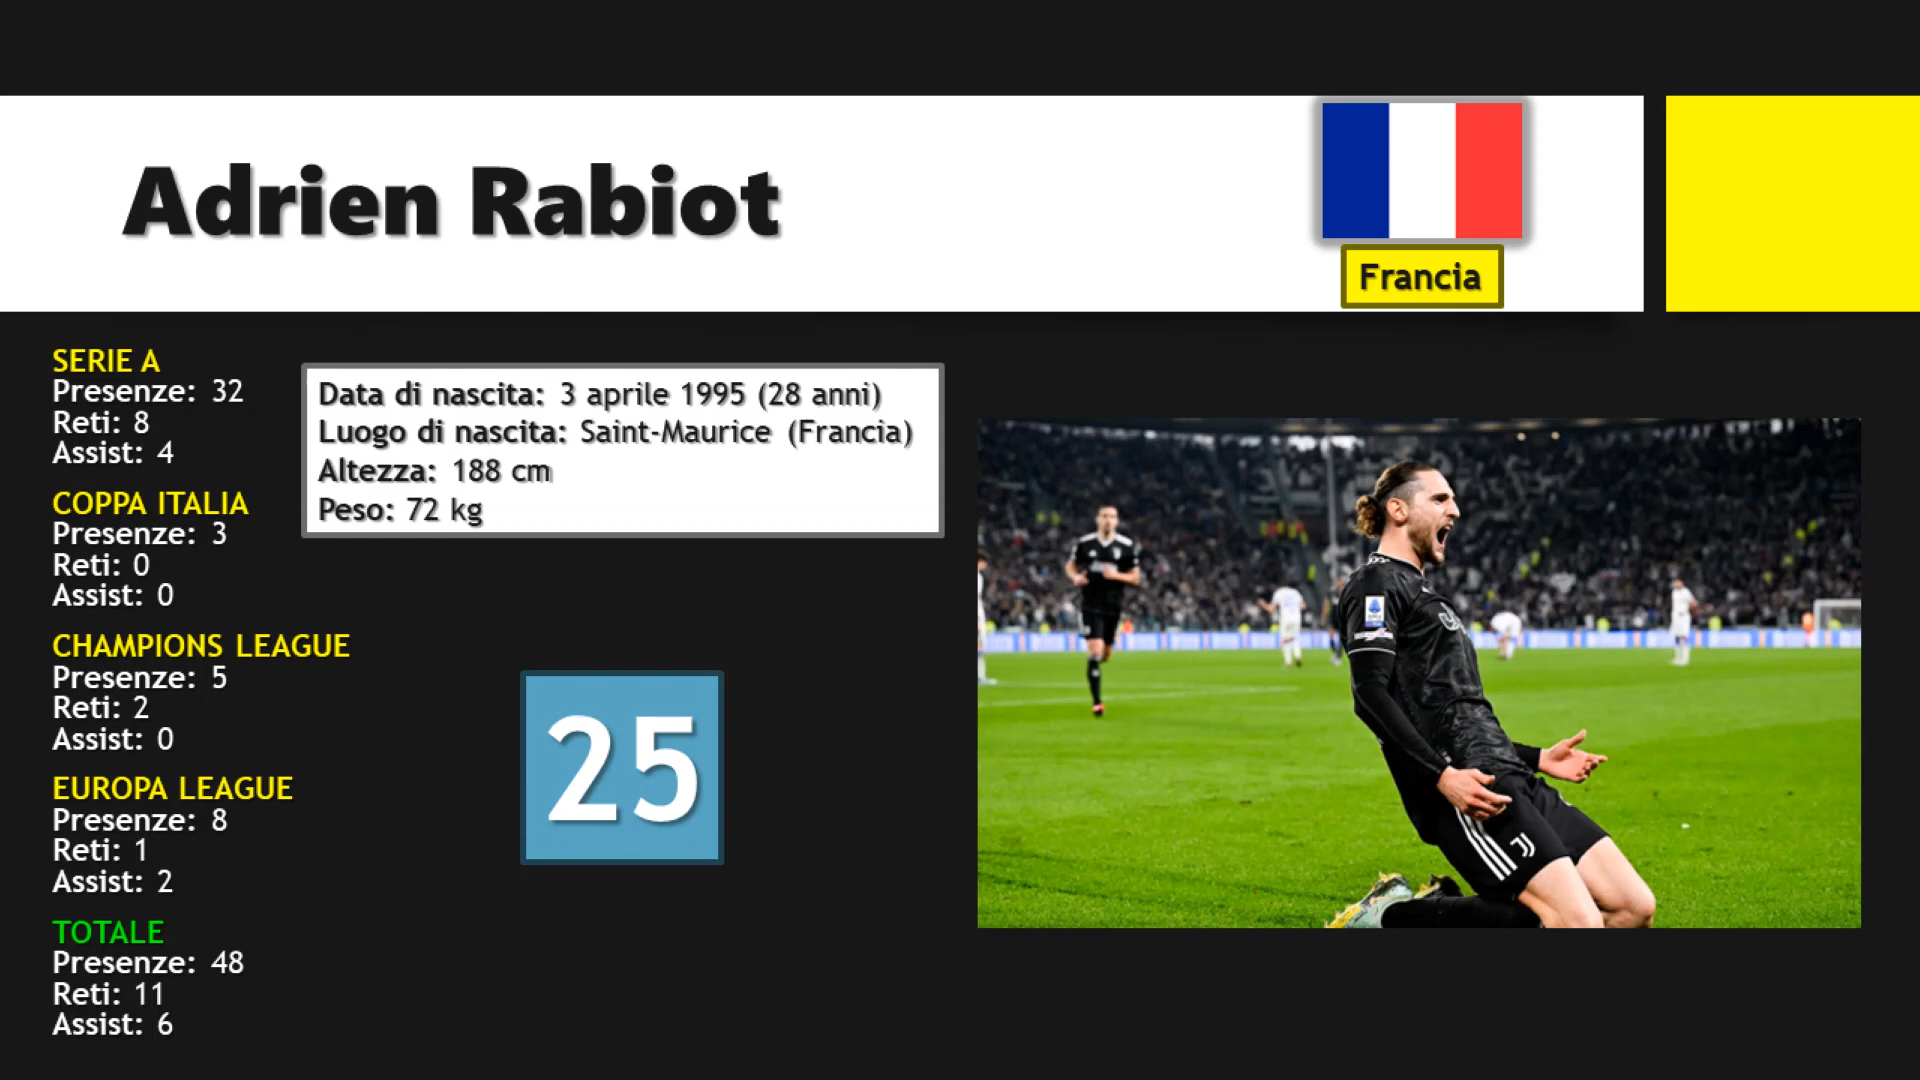 Adrien Rabiot
Francia
SERIE A
Presenze: 32
Reti: 8
Assist: 4
COPPA ITALIA
Presenze: 3
Reti: 0
Assist: 0
CHAMPIONS LEAGUE
Presenze: 5
Reti: 2
Assist: 0
EUROPA LEAGUE
Presenze: 8
Reti: 1
Assist: 2
TOTALE
Presenze: 48
Reti: 11
Assist: 6
Data di nascita: 3 aprile 1995 (28 anni)
Luogo di nascita: Saint-Maurice (Francia)
Altezza: 188 cm
Peso: 72 kg
25